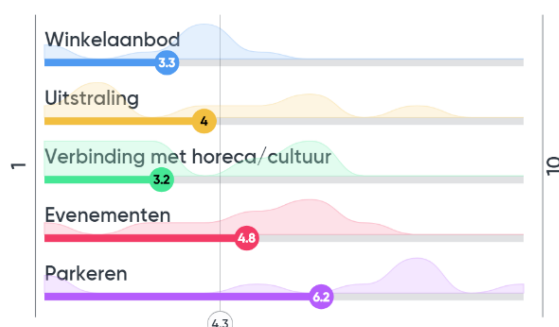 Winkelaanbod
3.3
Uitstraling
4
Verbinding met horeca/cultuur
3.2
1
10
Evenementen
4.8
Parkeren
6.2
4.3